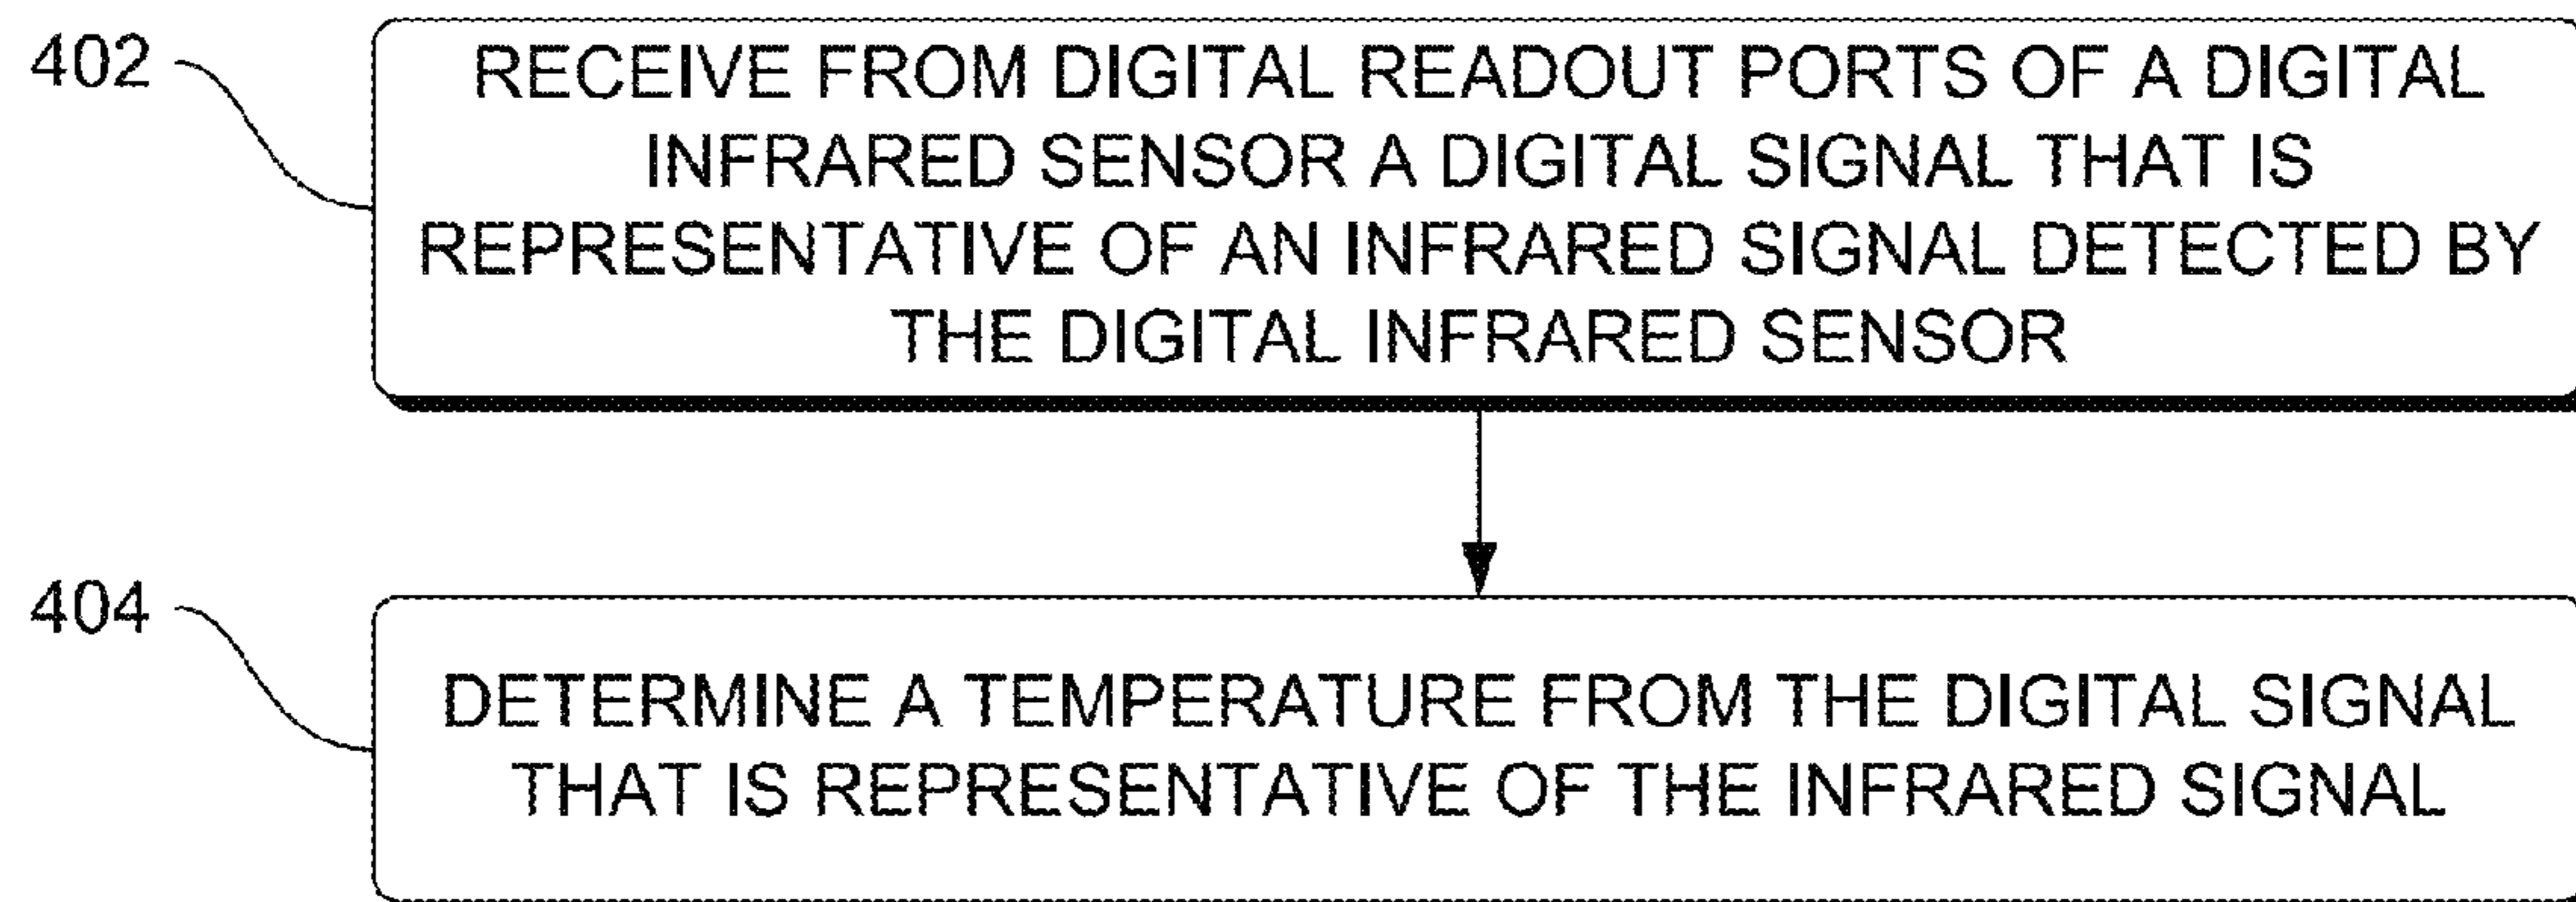 402
RECEIVE FROM DIGITAL READOUT PORTS OF A DIGITAL
INFRARED SENSOR A DIGITAL SIGNAL THAT IS
REPRESENTATIVE OF AN INFRARED SIGNAL DETECTED BY
THE DIGITAL INFRARED SENSOR
404
DETERMINE A TEMPERATURE FROM THE DIGITAL SIGNAL
THAT IS REPRESENTATIVE OF THE INFRARED SIGNAL